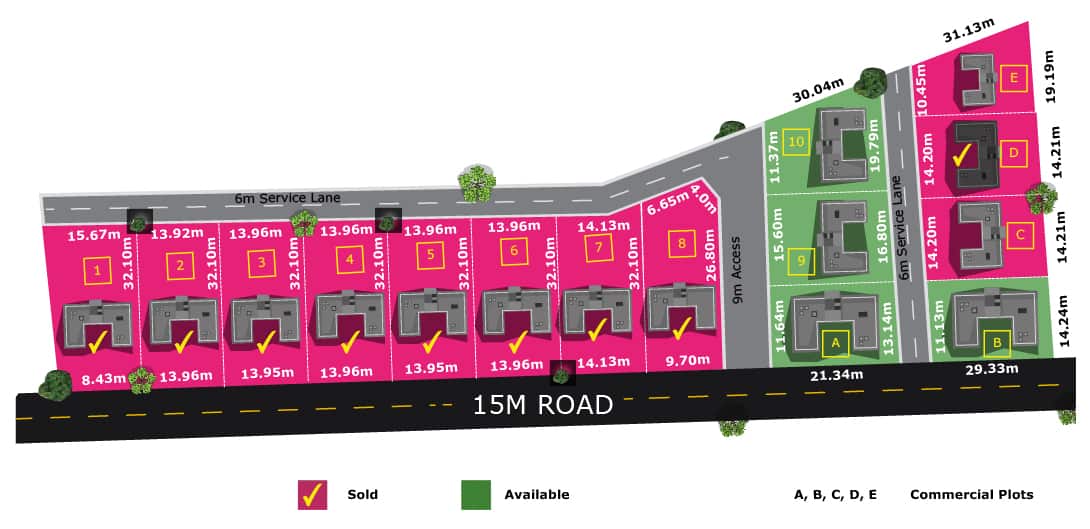 31.13m
10.45m
E
19.19m
30.04m
10
11.37m
19.79m
14.20m
D
14.21m
6m Service Lane
6m Service Lane
15.67m
13.92m
13.96m
13.96m
13.96m
13.96m
14.13m
6.65m
4.0m
1
32.10m
2
32.10m
3
32.10m
4
32.10m
5
32.10m
6
32.10m
7
32.10m
8
26.80m
9m Access
15.60m
9
16.80m
14.20m
C
14.21m
11.64m
A
13.14m
11.13m
B
14.24m
8.43m
13.96m
13.95m
13.96m
13.95m
13.96m
14.13m
9.70m
21.34m
29.33m
15M ROAD
Sold
Available
A, B, C, D, E
Commercial Plots